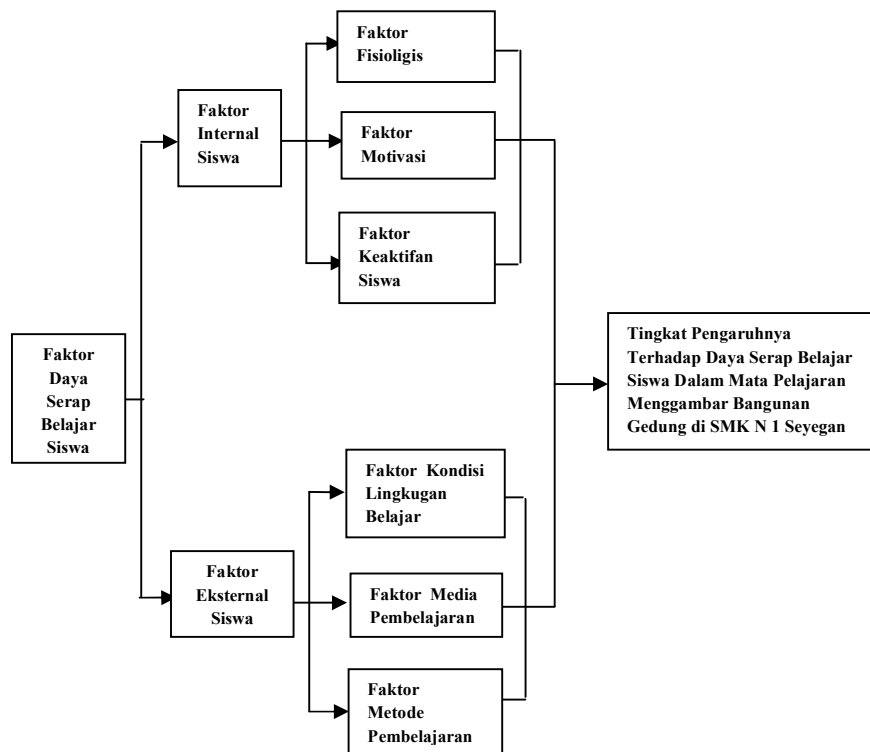 Faktor
Fisioligis
Faktor
Internal
Siswa
Faktor
Motivasi
Faktor
Keaktifan
Siswa
Faktor
Daya
Serap
Belajar
Siswa
Tingkat Pengaruhnya
Terhadap Daya Serap Belajar
Siswa Dalam Mata Pelajaran
Menggambar Bangunan
Gedung di SMK N 1 Seyegan
Faktor Kondisi
Lingkugan
Belajar
Faktor
Eksternal
Siswa
Faktor Media
Pembelajaran
Faktor
Metode
Pembelajaran